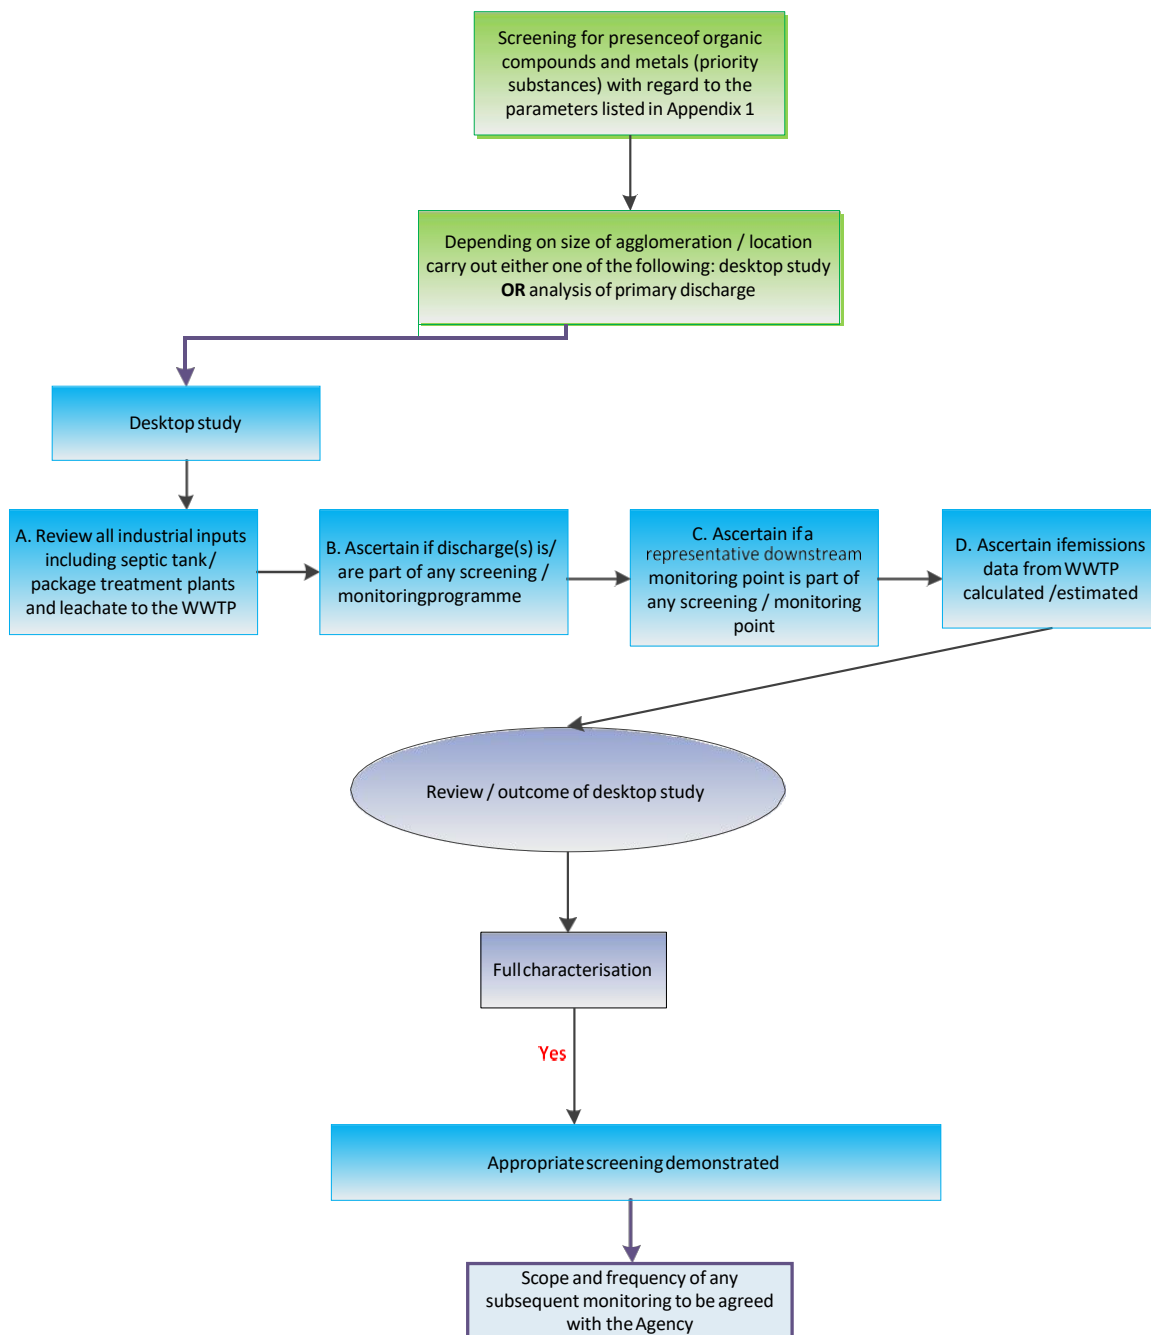 Screening for presenceof organic
compounds and metals (priority
substances) with regard to the
parameters listed in Appendix 1
Depending on size of agglomeration / location
carry out either one of the following: desktop study
OR analysis of primary discharge
Desktop study
A. Review all industrial inputs
including septic tank/
package treatment plants
and leachate to the WWTP
B. Ascertain if discharge(s) is/
are part of any screening /
monitoringprogramme
C. Ascertain if a
representative downstream
monitoring point is part of
any screening / monitoring
point
D. Ascertain ifemissions
data from WWTP
calculated /estimated
Review / outcome of desktop study
Full characterisation
Yes
Appropriate screening demonstrated
Scope and frequency of any
subsequent monitoring to be agreed
with the Agency